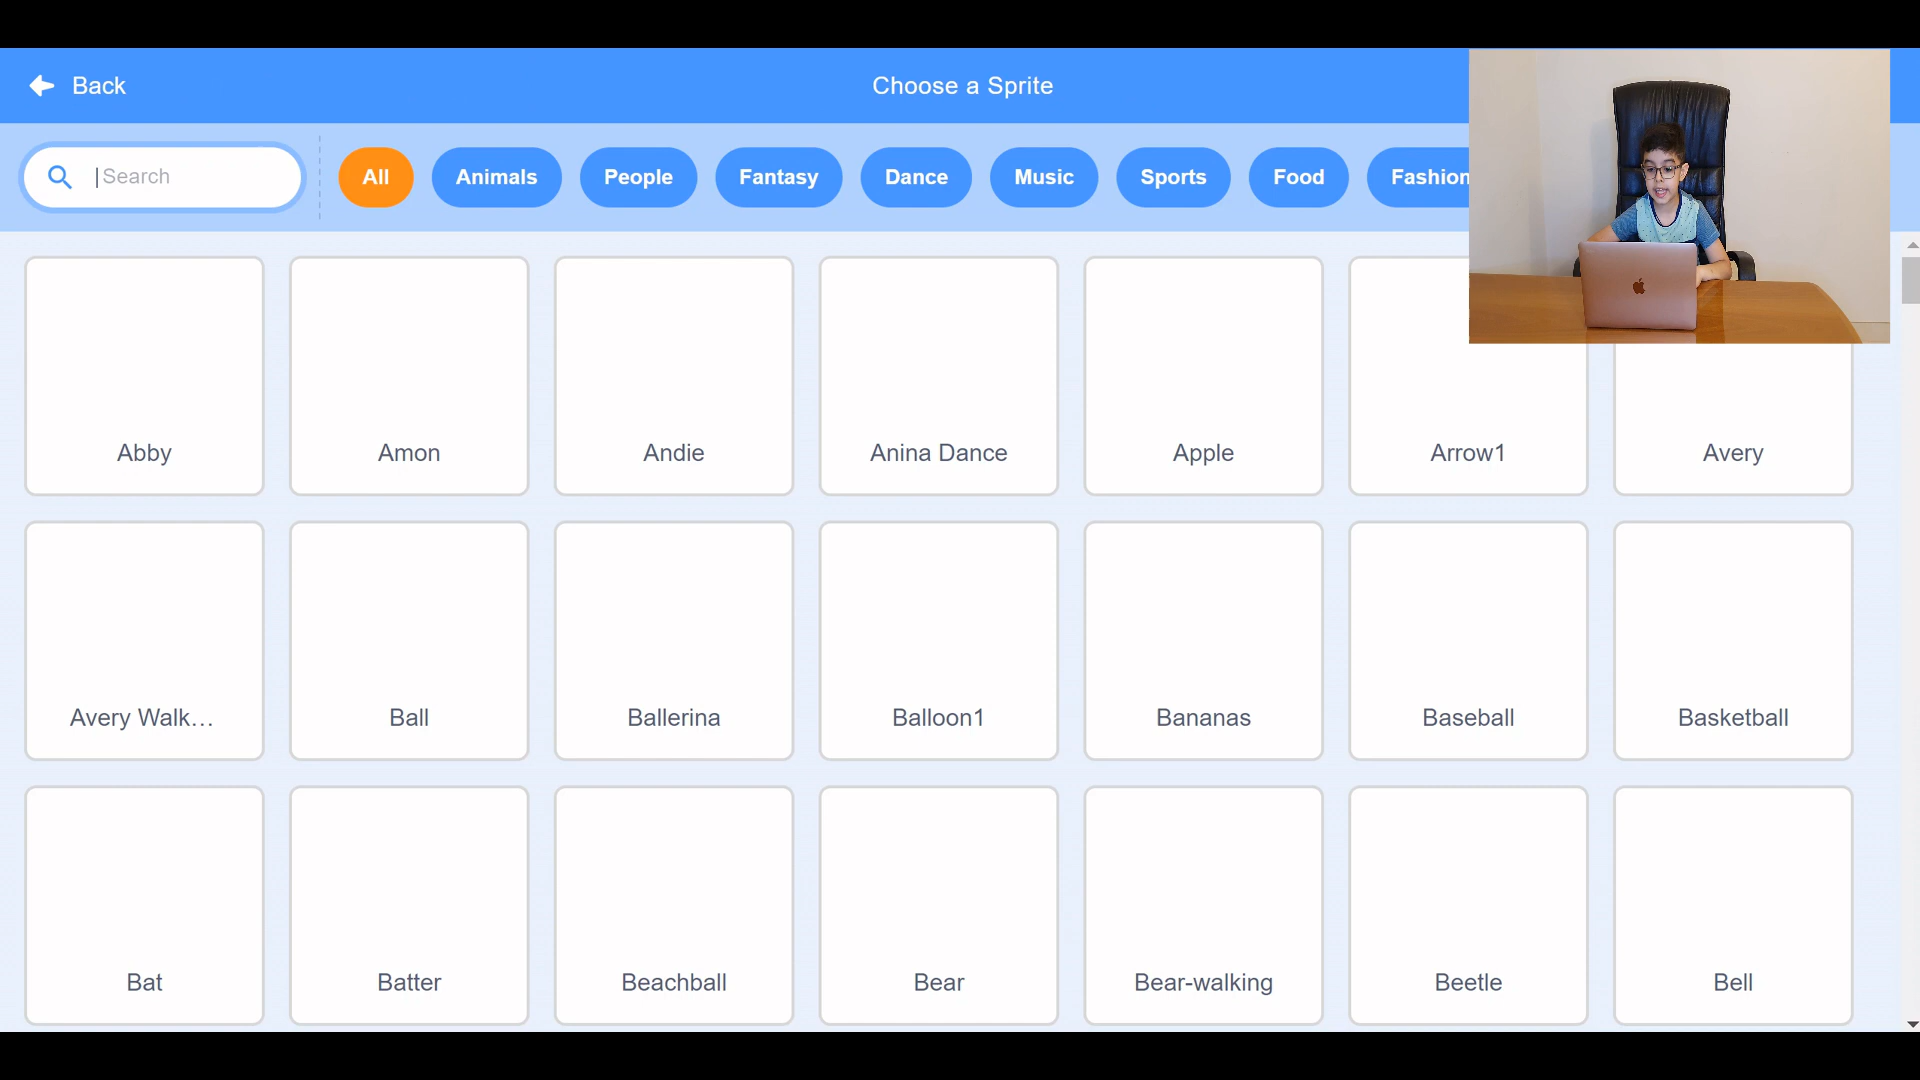 Back
Choose a Sprite
Search
All
Animals
People
Fantasy
Dance
Music
Sports
Food
Fashion
Abby
Amon
Andie
Anina Dance
Apple
Arrow1
Avery
Avery Walk...
Ball
Ballerina
Balloon1
Bananas
Baseball
Basketball
Bat
Batter
Beachball
Bear
Bear-walking
Beetle
Bell